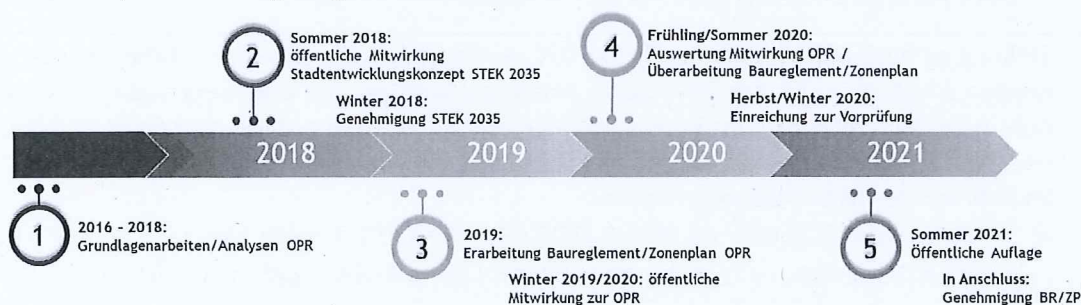 2
Sommer 2018:
öffentliche Mitwirkung
Stadtentwicklungskonzept STEK 2035
Winter 2018:
Genehmigung STEK 2035
4
Frühling/Sommer 2020:
Auswertung Mitwirkung OPR /
Überarbeitung Baureglement/Zonenplan
Herbst/Winter 2020:
Einreichung zur Vorprüfung
2018
2019
2020
2021
1
2016 - 2018:
Grundlagenarbeiten/Analysen OPR
3
2019:
Erarbeitung Baureglement/Zonenplan OPR
Winter 2019/2020: öffentliche
Mitwirkung zur OPR
5
Sommer 2021:
Öffentliche Auflage
In Anschluss:
Genehmigung BR/ZP